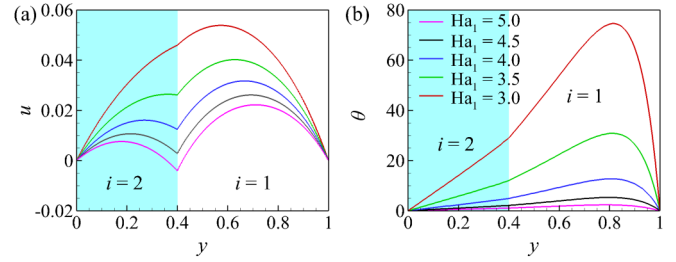 (a)
0.06
0.04
0.02
0
-0.02
u
i = 2
i = 1
0 0.2 0.4 0.6 0.8 1
y
(b)
80
60
40
20
0
θ
Ha1 = 5.0
Ha1 = 4.5
Ha1 = 4.0
Ha1 = 3.5
Ha1 = 3.0
i = 1
i = 2
0 0.2 0.4 0.6 0.8 1
y